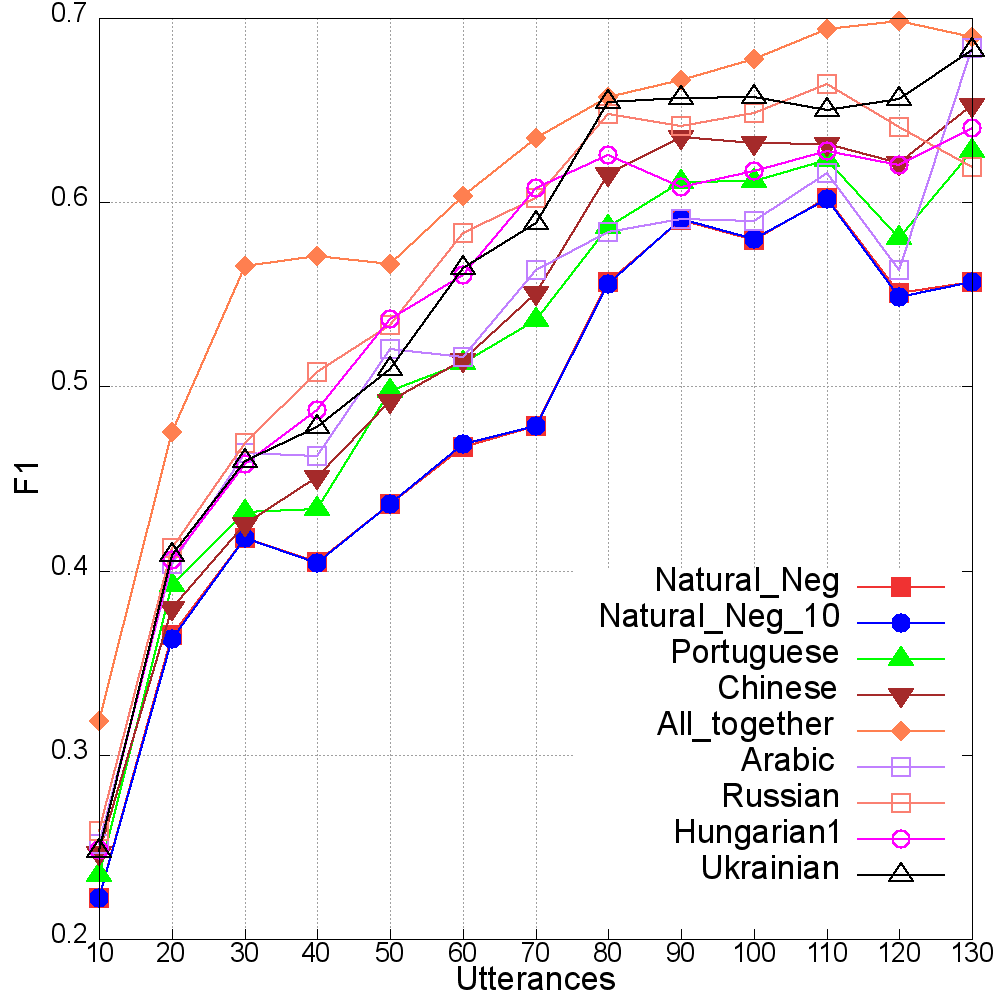 0.7
0.6
0.5
0.4
0.3
0.2
F1
Natural_Neg
Natural_Neg_10
Portuguese
Chinese
All_together
Arabic
Russian
Hungarian1
Ukrainian
10 20 30 40 50 60 70 80 90 100 110 120 130
Utterances